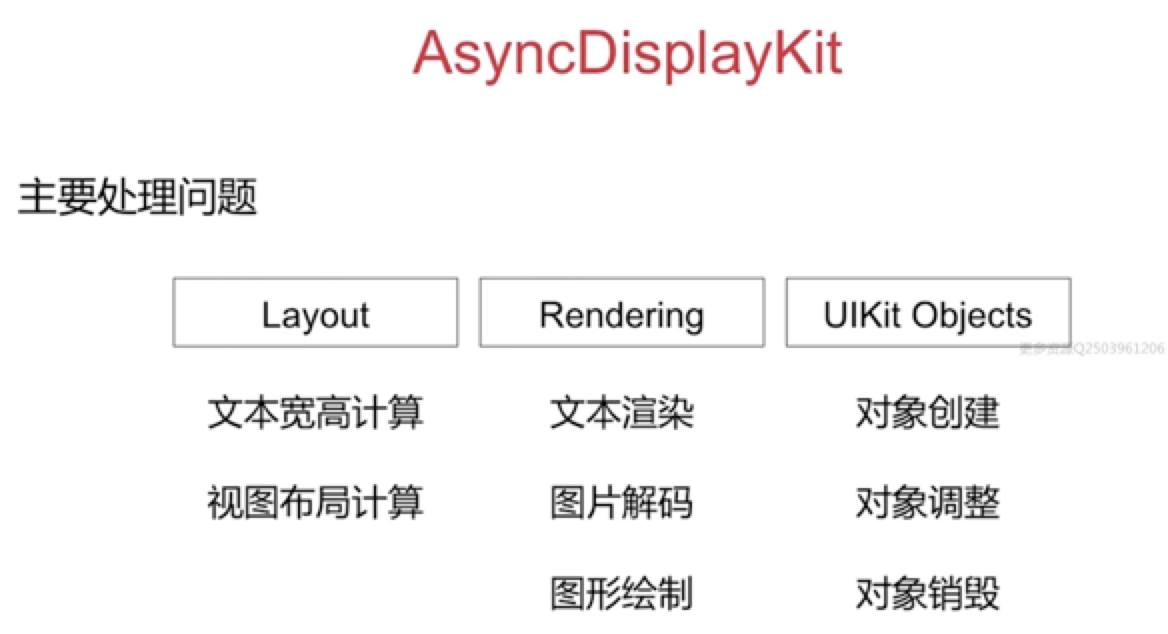 AsyncDisplayKit
主要处理问题
Layout Rendering UIKit Objects
更多资源Q2503961206
文本宽高计算 文本渲染 对象创建
视图布局计算 图片解码 对象调整
图形绘制 对象销毁